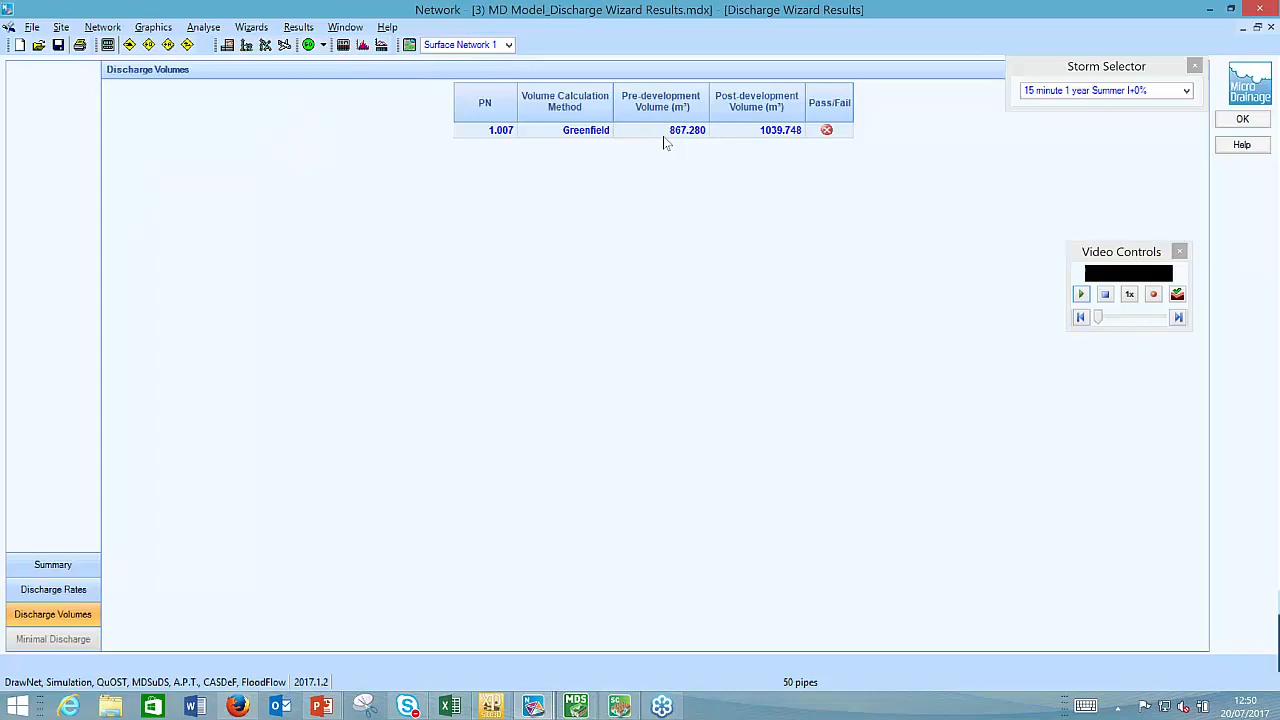 Network - [3) MD Model_Discharge Wizard Results.mdx] - [Discharge Wizard Results]
File Site Network Graphics Analyse Wizards Results Window Help
Surface Network 1
Discharge Volumes
PN Volume Calculation Method Pre-development Volume (m³) Post-development Volume (m³) Pass/Fail
1.007 Greenfield 867.280 1039.748
Storm Selector
15 minute 1 year Summer I+0%
Micro Drainage
OK
Help
Video Controls
1x
Summary
Discharge Rates
Discharge Volumes
Minimal Discharge
DrawNet, Simulation, QuOST, MDSuDS, A.P.T., CASDeF, FloodFlow 2017.1.2 50 pipes
MDS
SC
12:50
20/07/2017